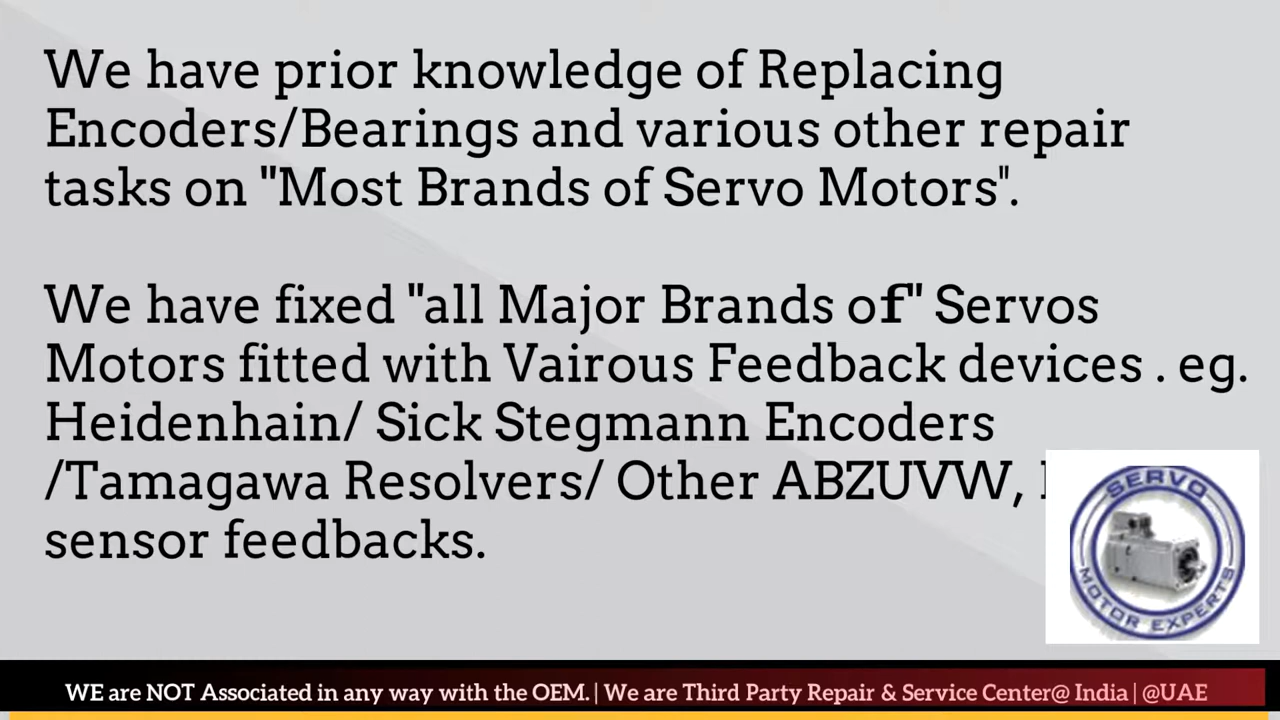 We have prior knowledge of Replacing
Encoders/Bearings and various other repair
tasks on "Most Brands of Servo Motors".
We have fixed "all Major Brands of" Servos
Motors fitted with Vairous Feedback devices . eg.
Heidenhain/ Sick Stegmann Encoders
/Tamagawa Resolvers/ Other ABZUVW,
sensor feedbacks.
SERVO
MOTOR EXPERTS
WE are NOT Associated in any way with the OEM. | We are Third Party Repair & Service Center@ India | @UAE